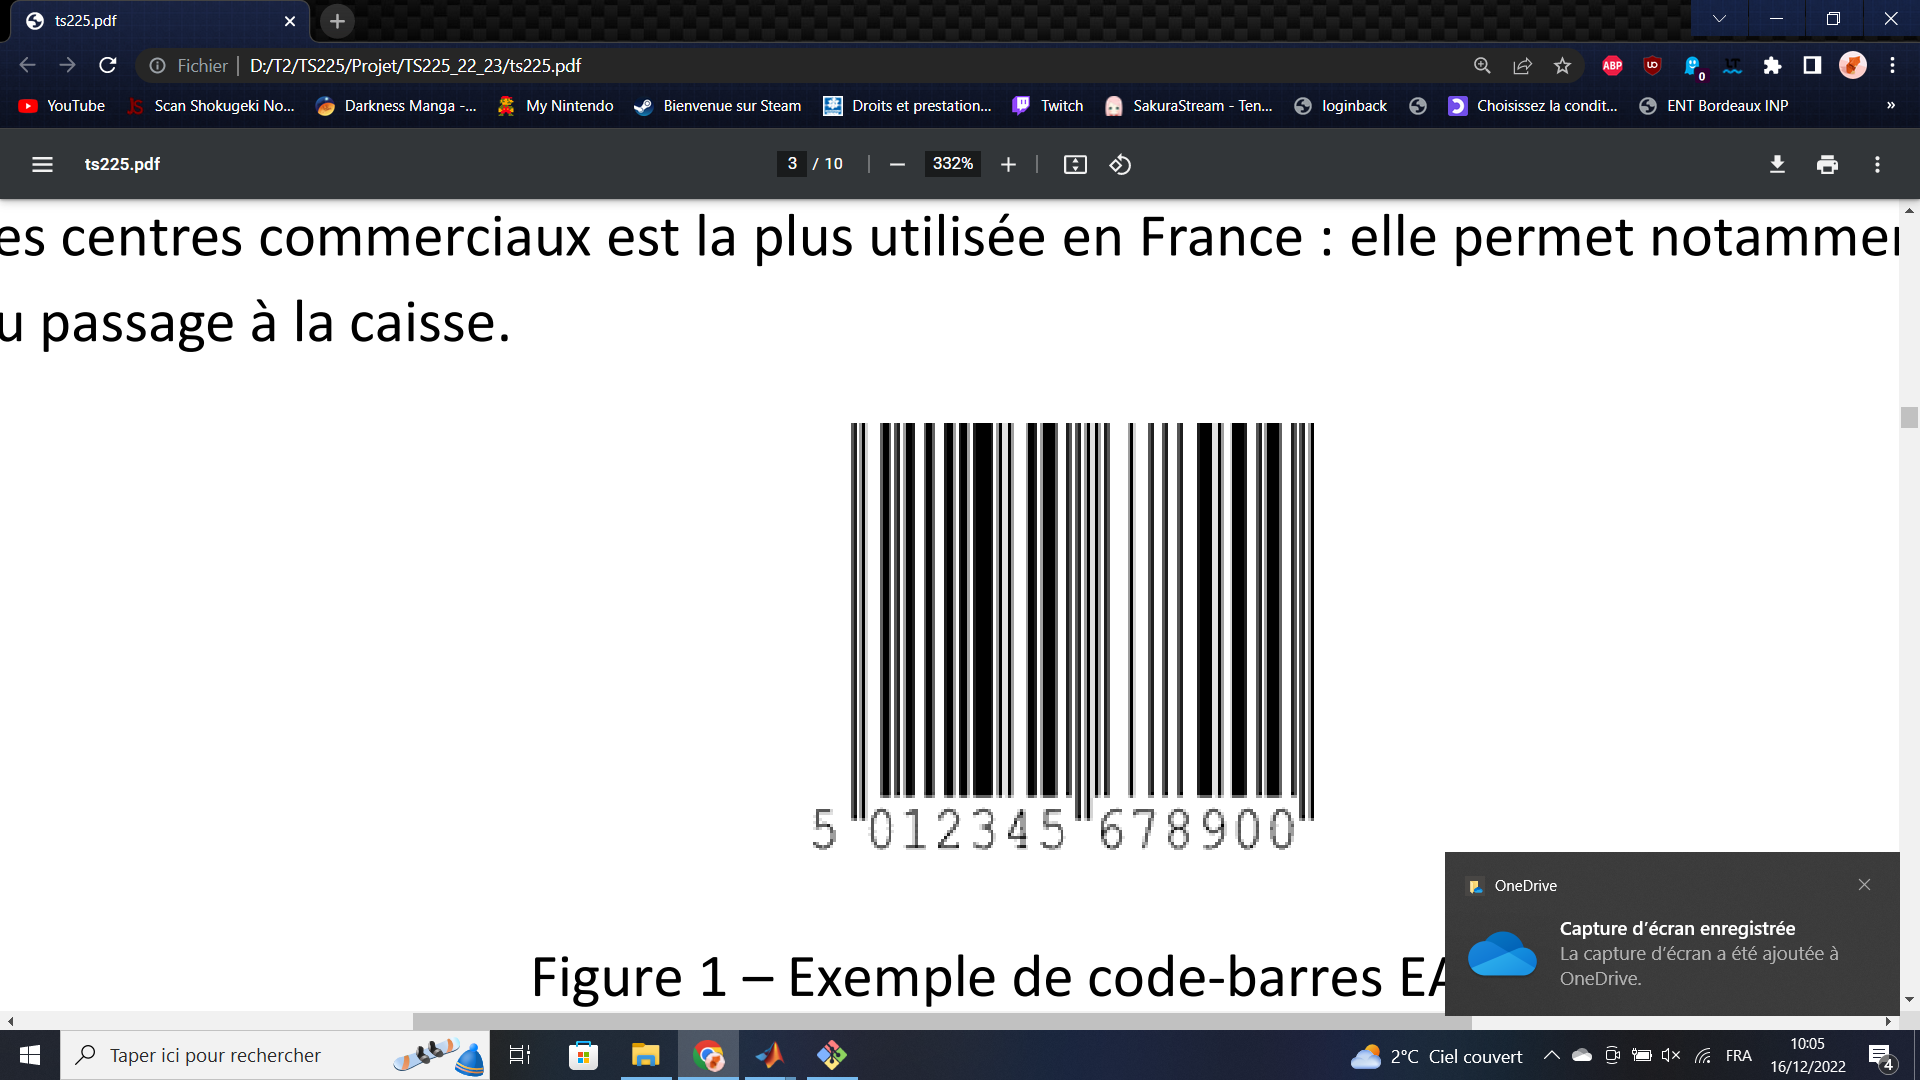 ts225.pdf
Fichier | D:/T2/TS225/Projet/TS225_22_23/ts225.pdf
ABP
0
YouTube Scan Shokugeki No... Darkness Manga -... My Nintendo Bienvenue sur Steam Droits et prestation... Twitch SakuraStream - Ten... loginback Choisissez la condit... ENT Bordeaux INP »
ts225.pdf 3 / 10 332%
es centres commerciaux est la plus utilisée en France : elle permet notamme
u passage à la caisse.
5 012345 678900
Figure 1 – Exemple de code-barres EA
OneDrive
Capture d'écran enregistrée
La capture d'écran a été ajoutée à
OneDrive.
Taper ici pour rechercher
2°C Ciel couvert
FRA
10:05
16/12/2022
4